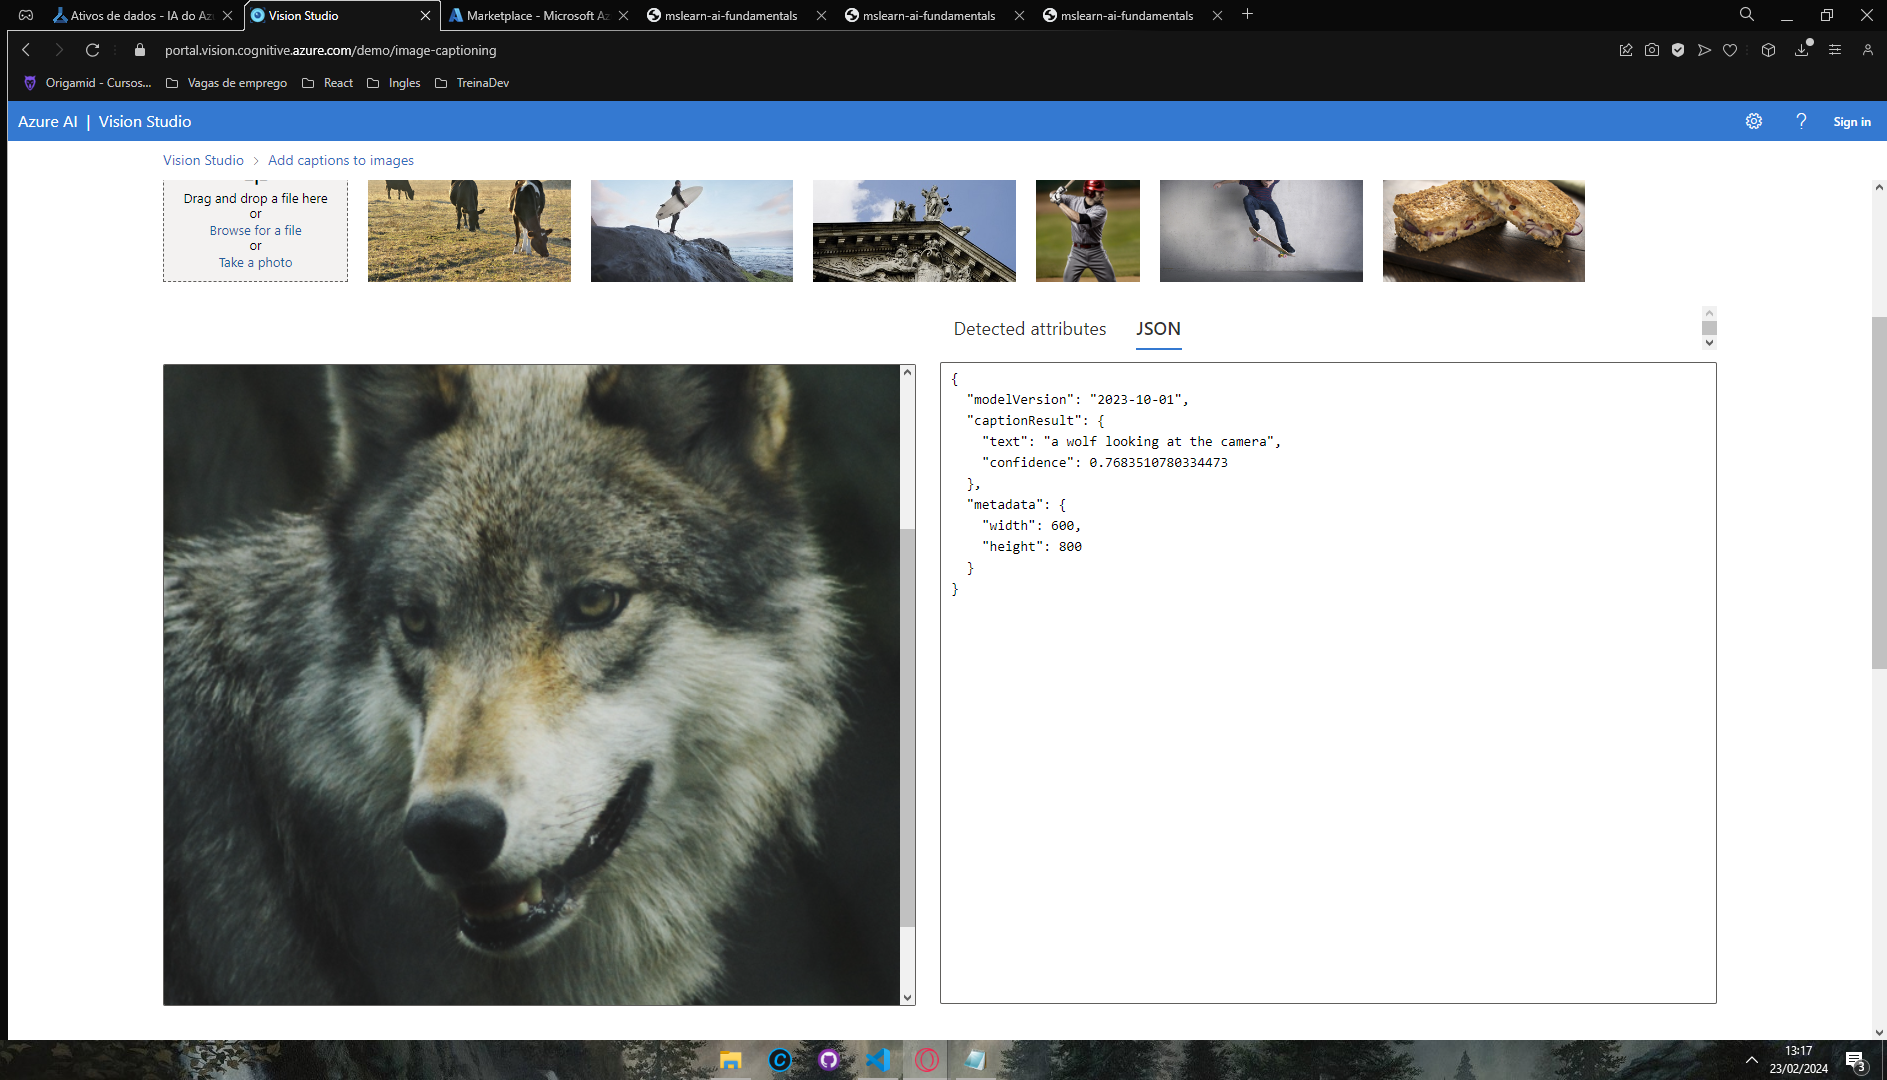 Ativos de dados - IA do Az
Vision Studio
Marketplace - Microsoft Az
mslearn-ai-fundamentals
mslearn-ai-fundamentals
mslearn-ai-fundamentals
portal.vision.cognitive.azure.com/demo/image-captioning
Origamid - Cursos...
Vagas de emprego
React
Ingles
TreinaDev
Azure AI | Vision Studio
Sign in
Vision Studio > Add captions to images
Drag and drop a file here
or
Browse for a file
or
Take a photo
Detected attributes
JSON
{
"modelVersion": "2023-10-01",
"captionResult": {
"text": "a wolf looking at the camera",
"confidence": 0.7683510780334473
},
"metadata": {
"width": 600,
"height": 800
}
}
13:17
23/02/2024
3